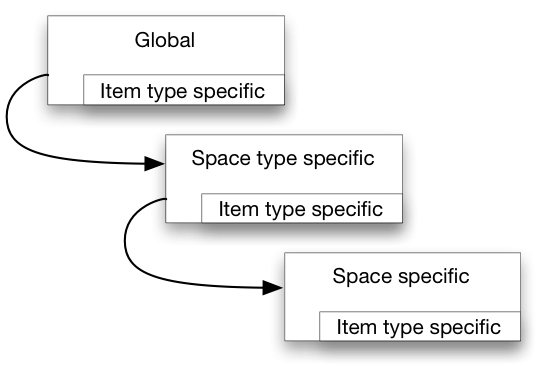 Global
Item type specific
Space type specific
Item type specific
Space specific
Item type specific